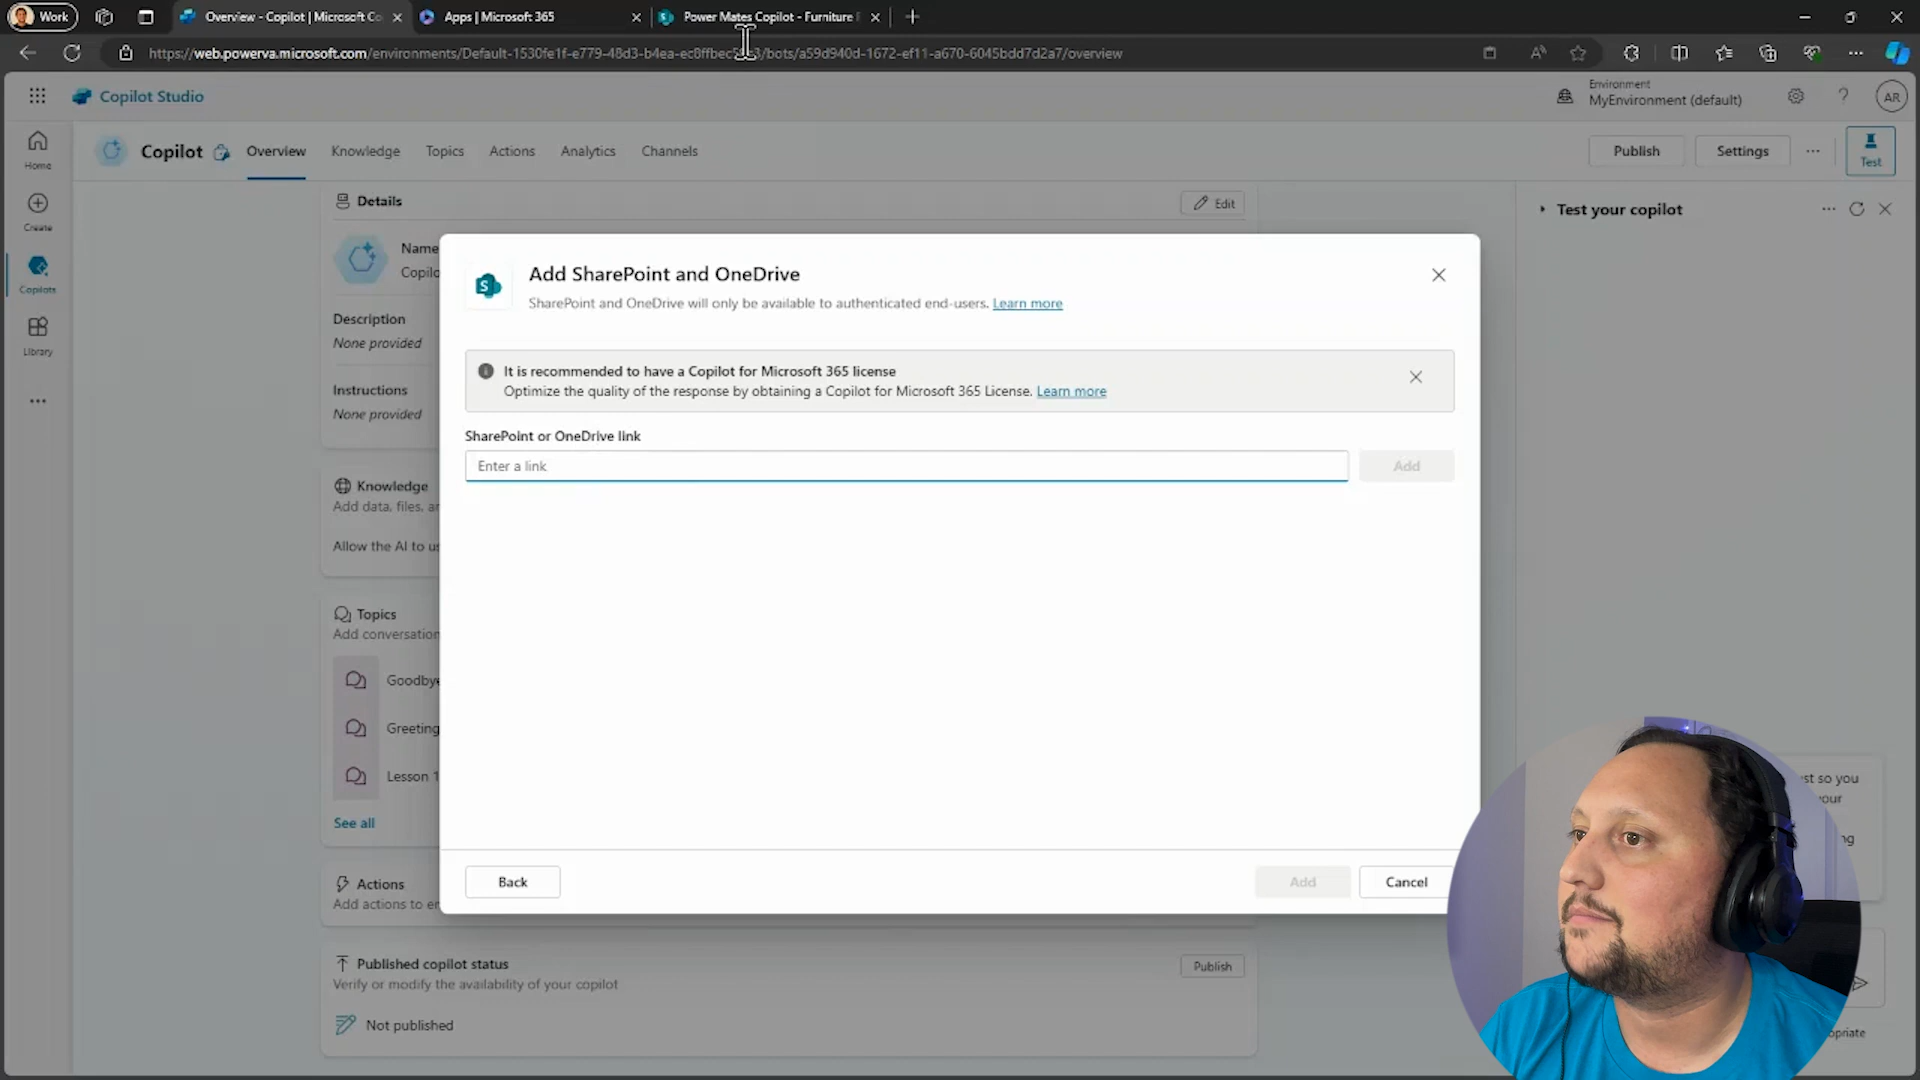 Work
Overview - Copilot | Microsoft Co
Apps | Microsoft 365
Power Mates Copilot - Furniture F
Copilot Studio
Environment
MyEnvironment (default)
AR
Copilot
Overview
Knowledge
Topics
Actions
Analytics
Channels
Publish
Settings
Test
Home
Create
Copilots
Library
Details
Edit
Name
Copilo
Description
None provided
Instructions
None provided
Knowledge
Add data, files, an
Allow the AI to us
Topics
Add conversation
Goodbye
Greeting
Lesson 1
See all
Actions
Add actions to en
Published copilot status
Verify or modify the availability of your copilot
Publish
Not published
Test your copilot
Add SharePoint and OneDrive
SharePoint and OneDrive will only be available to authenticated end-users. Learn more
It is recommended to have a Copilot for Microsoft 365 license
Optimize the quality of the response by obtaining a Copilot for Microsoft 365 License. Learn more
SharePoint or OneDrive link
Enter a link
Add
Back
Add
Cancel